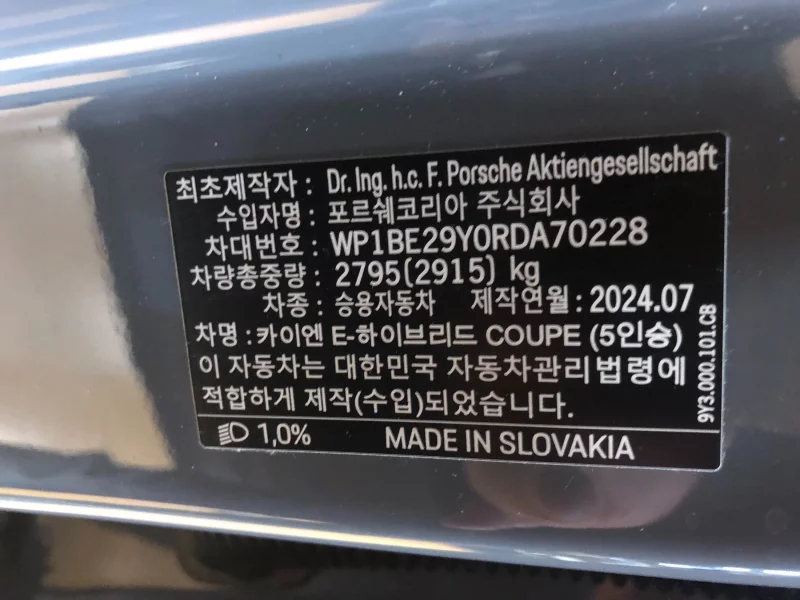 최초제작자 : Dr. Ing. h.c. F. Porsche Aktiengesellschaft
수입자명 : 포르쉐코리아 주식회사
차대번호 : WP1BE29Y0RDA70228
차량총중량 : 2795(2915) kg
차종 : 승용자동차 제작연월 : 2024.07
차명 : 카이엔 E-하이브리드 COUPE (5인승)
이 자동차는 대한민국 자동차관리법령에
적합하게 제작(수입)되었습니다.
9Y3.000.101.CB
1,0% MADE IN SLOVAKIA